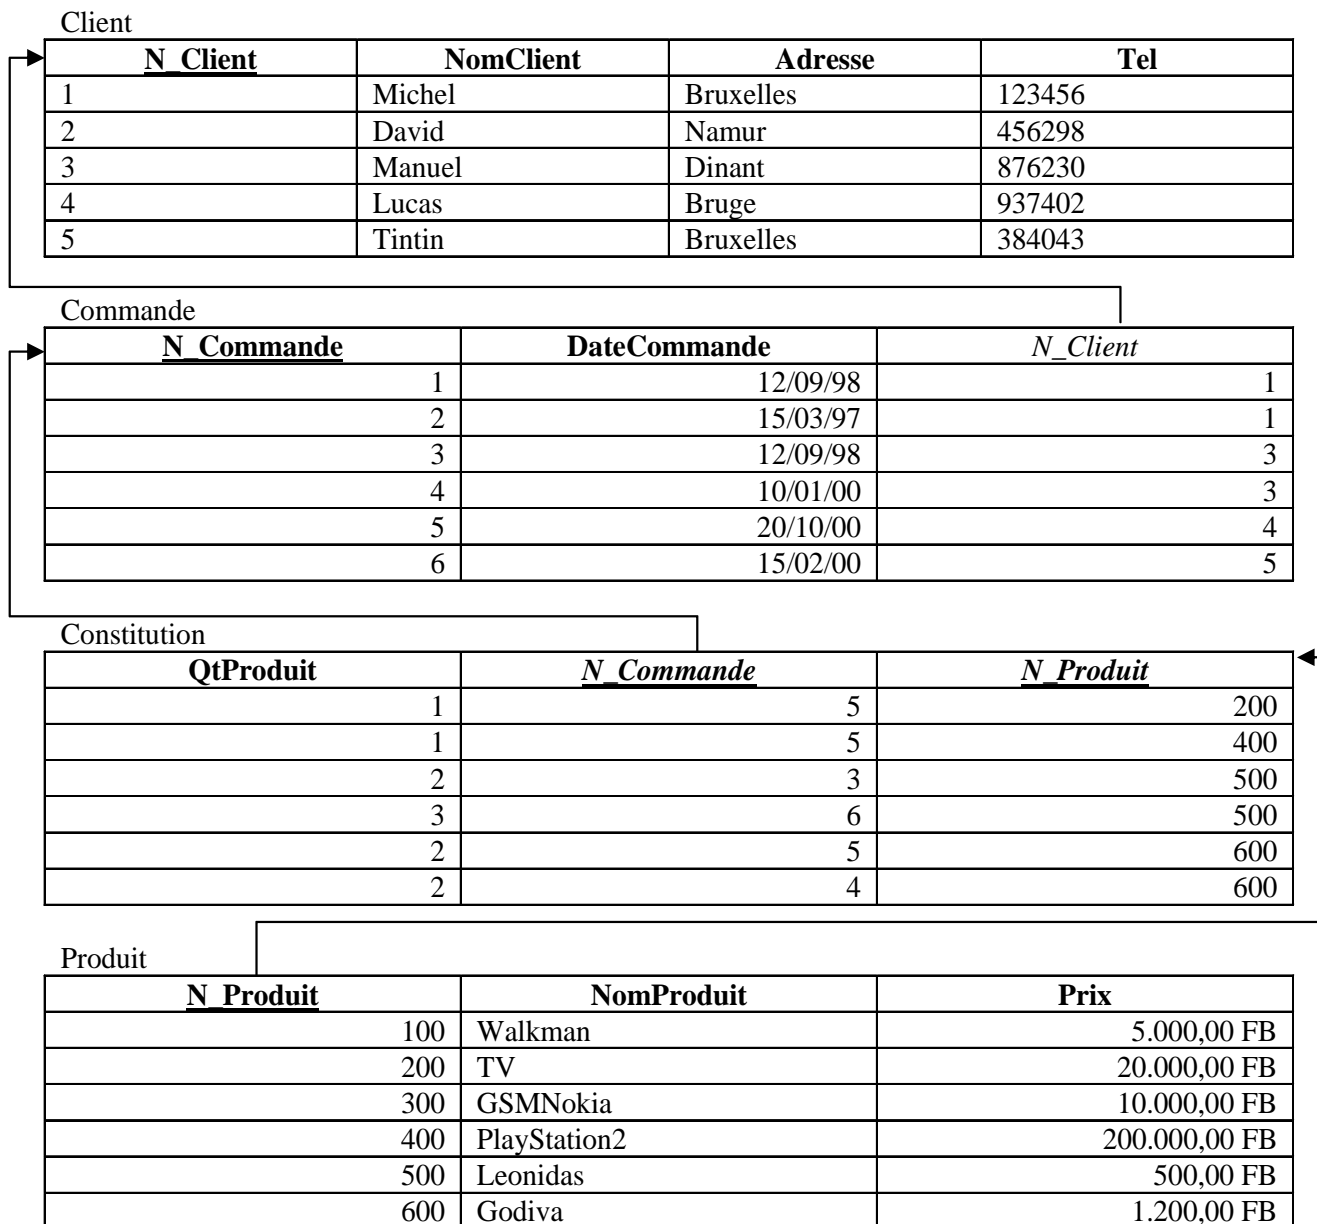 Client
N_Client NomClient Adresse Tel
1 Michel Bruxelles 123456
2 David Namur 456298
3 Manuel Dinant 876230
4 Lucas Bruge 937402
5 Tintin Bruxelles 384043
Commande
N_Commande DateCommande N_Client
1 12/09/98 1
2 15/03/97 1
3 12/09/98 3
4 10/01/00 3
5 20/10/00 4
6 15/02/00 5
Constitution
QtProduit N_Commande N_Produit
1 5 200
1 5 400
2 3 500
3 6 500
2 5 600
2 4 600
Produit
N_Produit NomProduit Prix
100 Walkman 5.000,00 FB
200 TV 20.000,00 FB
300 GSMNokia 10.000,00 FB
400 PlayStation2 200.000,00 FB
500 Leonidas 500,00 FB
600 Godiva 1.200,00 FB